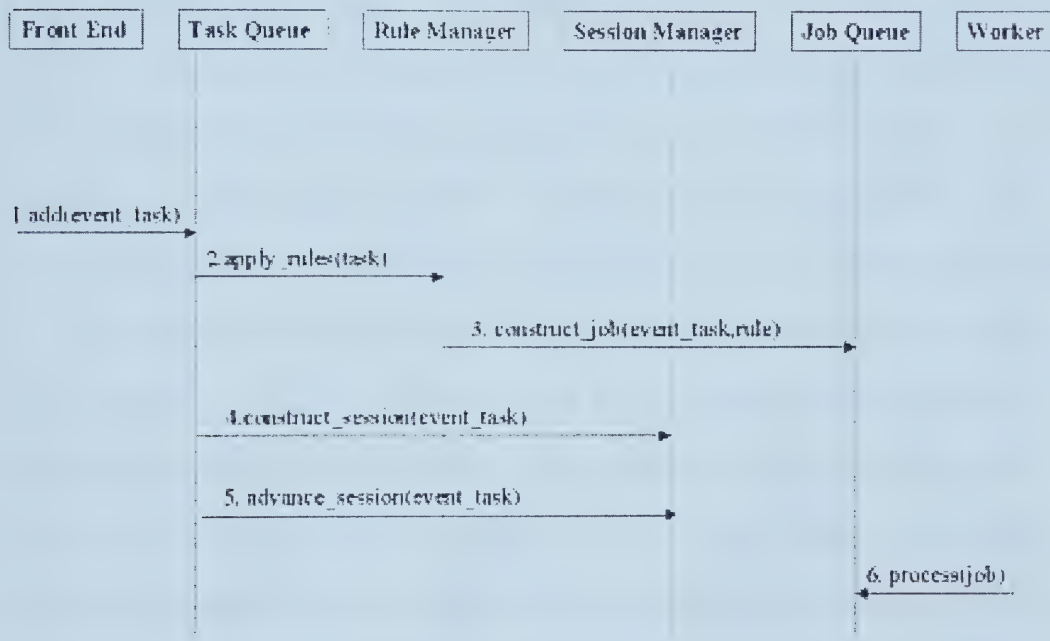 Front End
Task Queue
Rule Manager
Session Manager
Job Queue
Worker
1 add(event_task)
2.apply_rules(task)
3. construct_job(event_task,rule)
4.construct_session(event_task)
5. advance_session(event_task)
6. process(job)